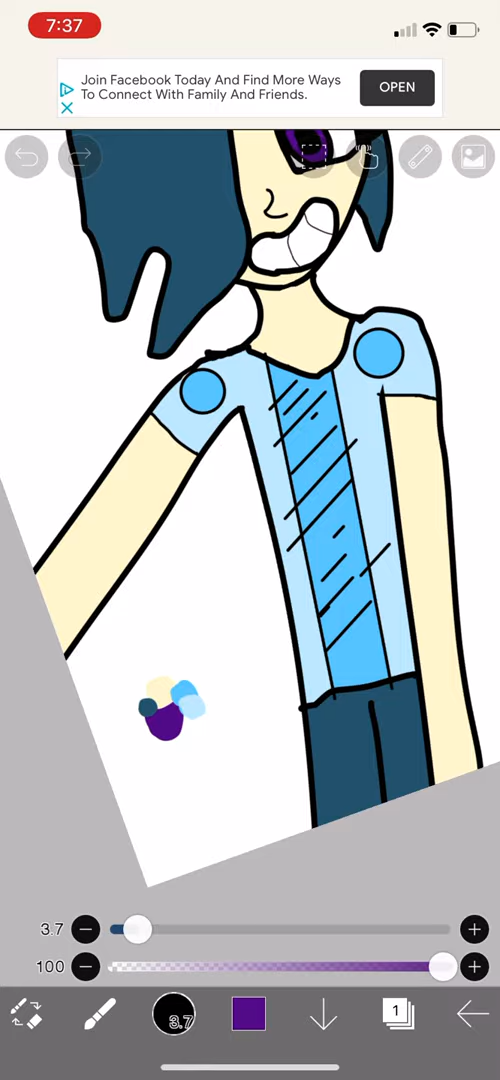 7:37
Join Facebook Today And Find More Ways
To Connect With Family And Friends.
OPEN
3.7
100
3.7
1